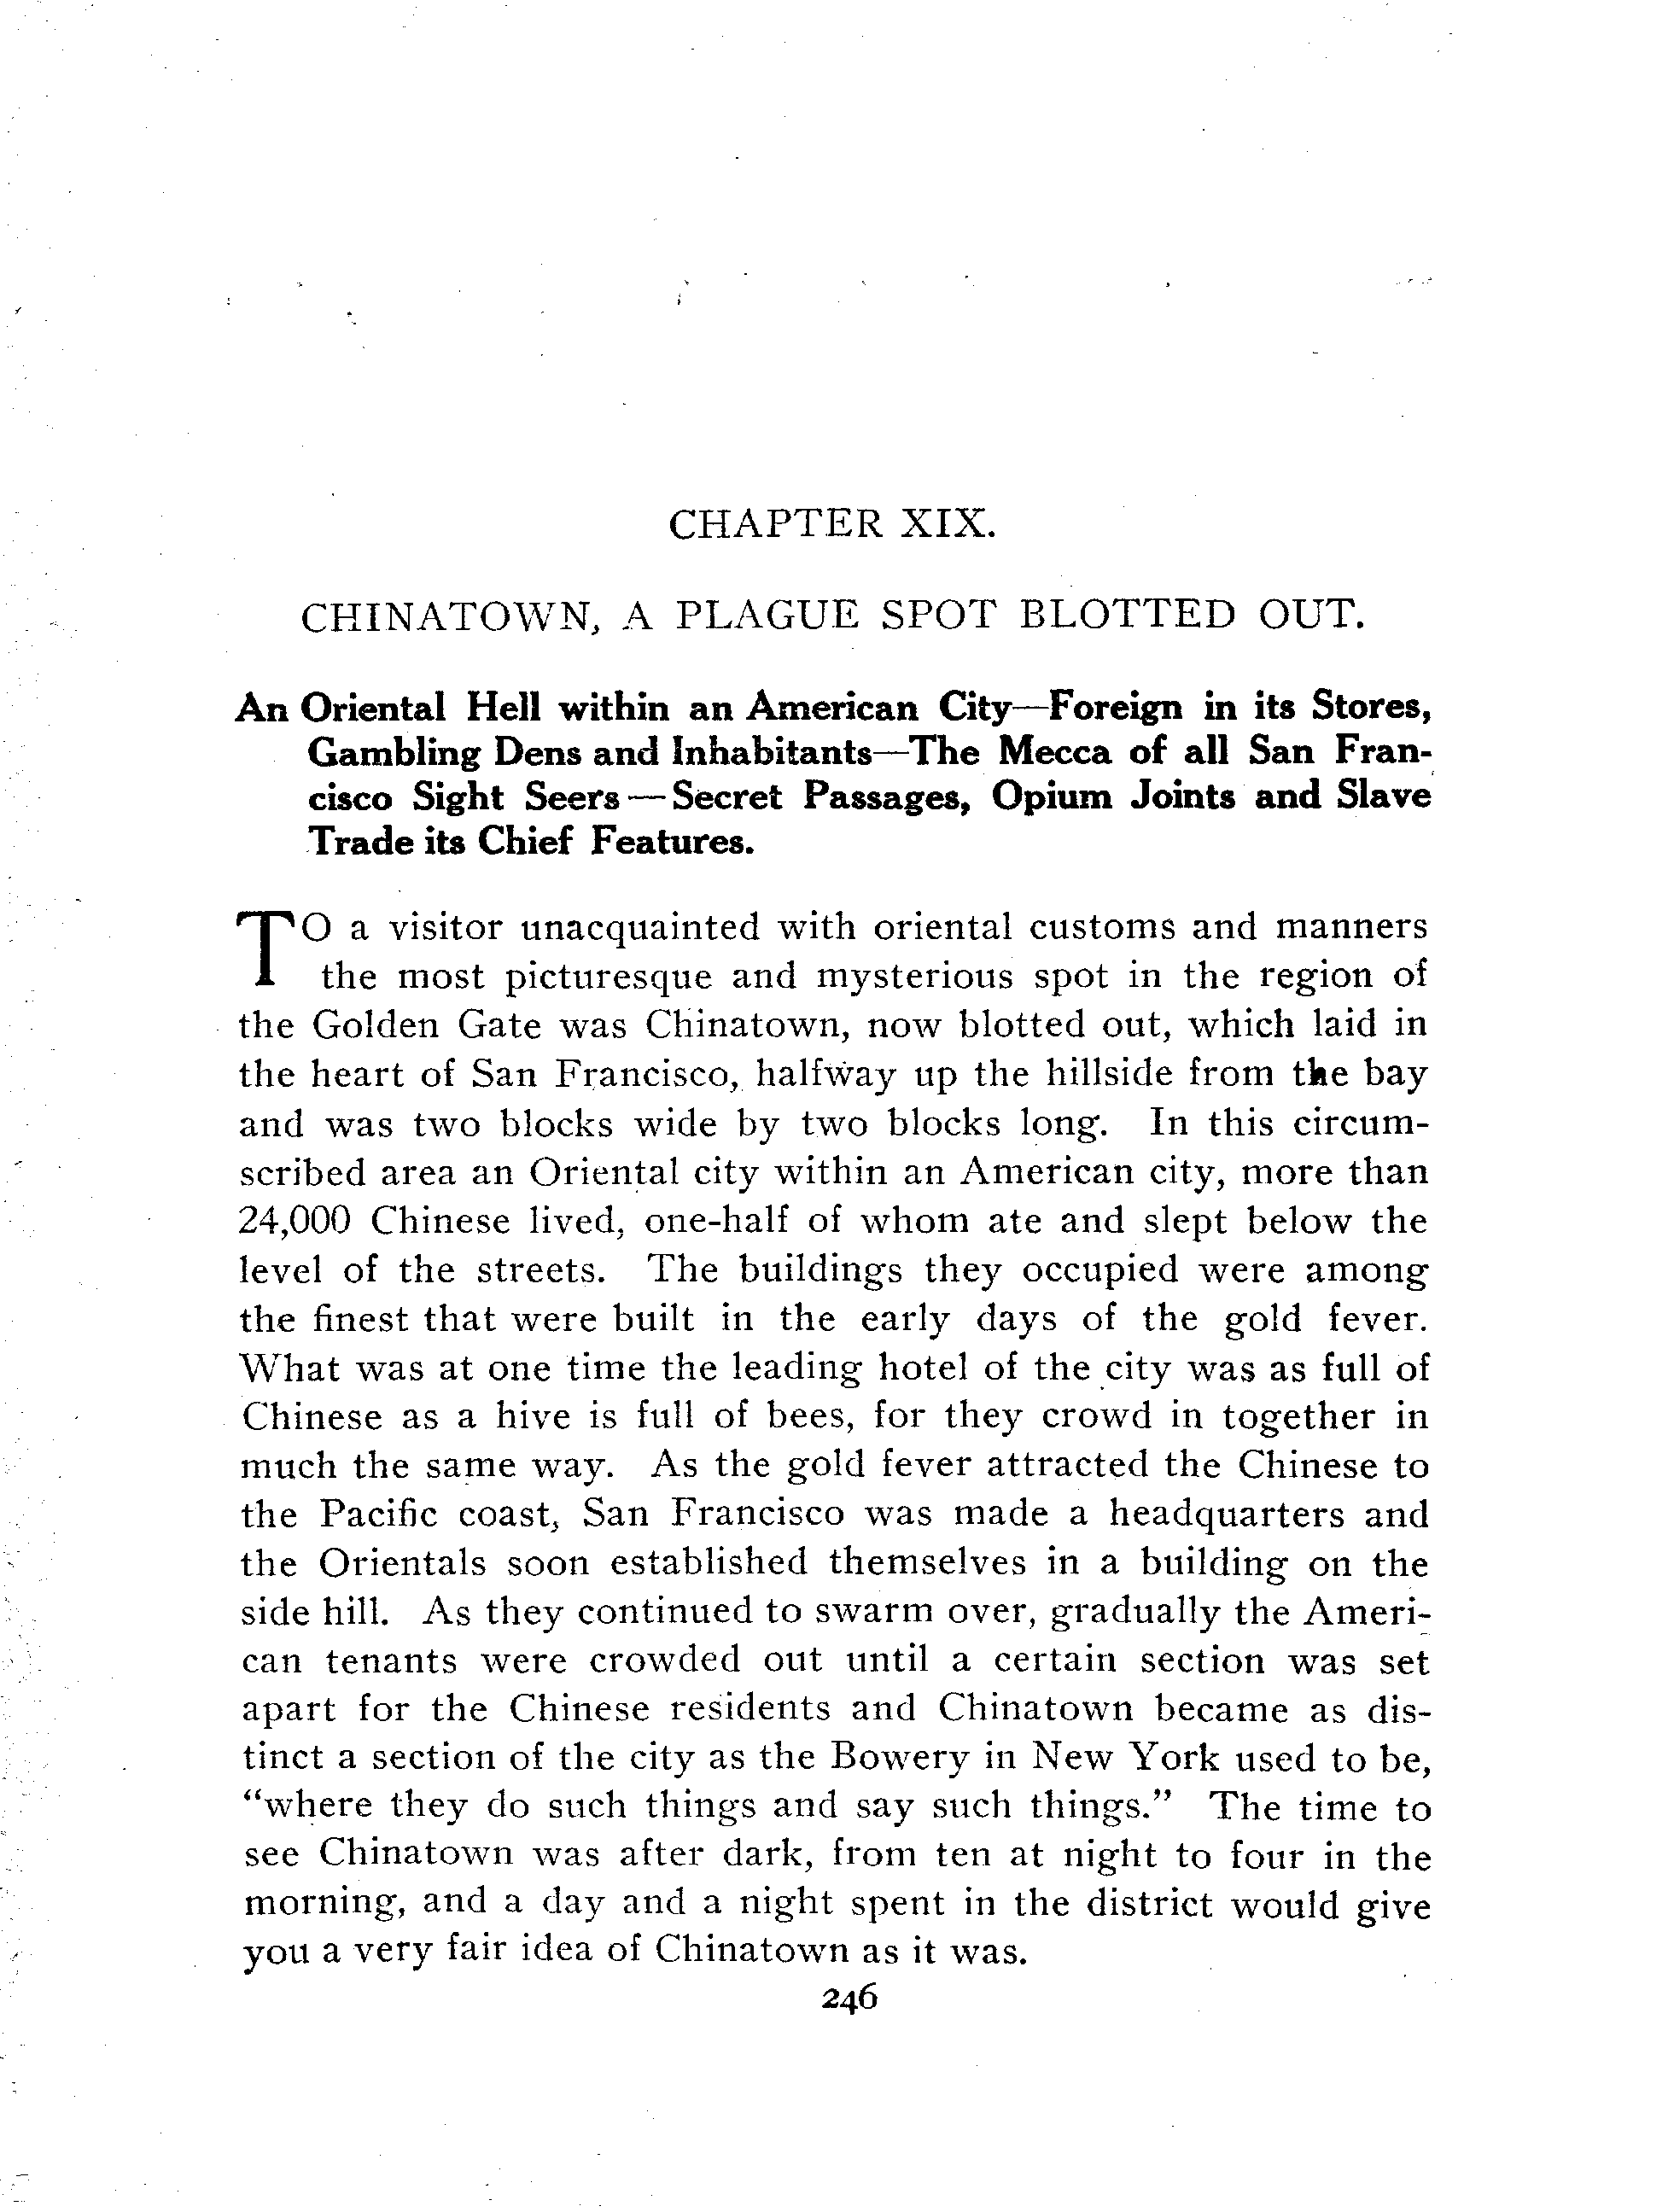 CHAPTER XIX.
CHINATOWN, A PLAGUE SPOT BLOTTED OUT.
An Oriental Hell within an American City—Foreign in its Stores,
Gambling Dens and Inhabitants—The Mecca of all San Fran-
cisco Sight Seers — Secret Passages, Opium Joints and Slave
Trade its Chief Features.
TO a visitor unacquainted with oriental customs and manners
the most picturesque and mysterious spot in the region of
the Golden Gate was Chinatown, now blotted out, which laid in
the heart of San Francisco, halfway up the hillside from the bay
and was two blocks wide by two blocks long. In this circum-
scribed area an Oriental city within an American city, more than
24,000 Chinese lived, one-half of whom ate and slept below the
level of the streets. The buildings they occupied were among
the finest that were built in the early days of the gold fever.
What was at one time the leading hotel of the city was as full of
Chinese as a hive is full of bees, for they crowd in together in
much the same way. As the gold fever attracted the Chinese to
the Pacific coast, San Francisco was made a headquarters and
the Orientals soon established themselves in a building on the
side hill. As they continued to swarm over, gradually the Ameri-
can tenants were crowded out until a certain section was set
apart for the Chinese residents and Chinatown became as dis-
tinct a section of the city as the Bowery in New York used to be,
“where they do such things and say such things.” The time to
see Chinatown was after dark, from ten at night to four in the
morning, and a day and a night spent in the district would give
you a very fair idea of Chinatown as it was.
246